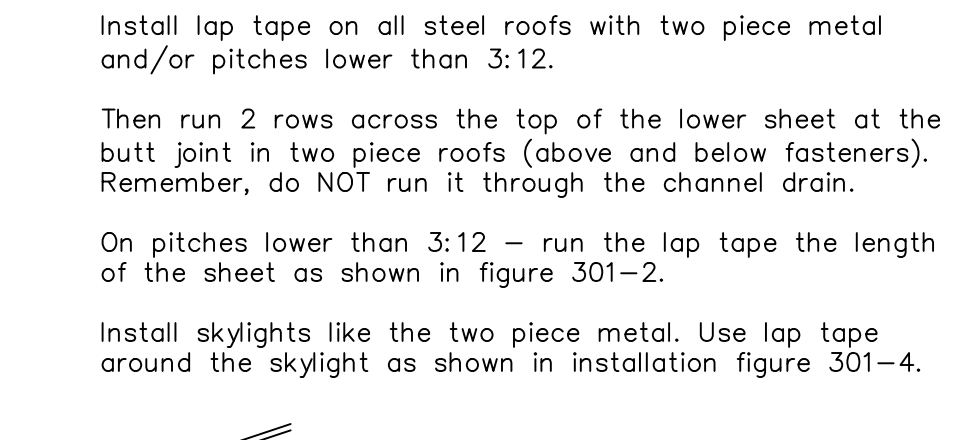 Install lap tape on all steel roofs with two piece metal
and/or pitches lower than 3:12.
Then run 2 rows across the top of the lower sheet at the
butt joint in two piece roofs (above and below fasteners).
Remember, do NOT run it through the channel drain.
On pitches lower than 3:12 – run the lap tape the length
of the sheet as shown in figure 301–2.
Install skylights like the two piece metal. Use lap tape
around the skylight as shown in installation figure 301–4.